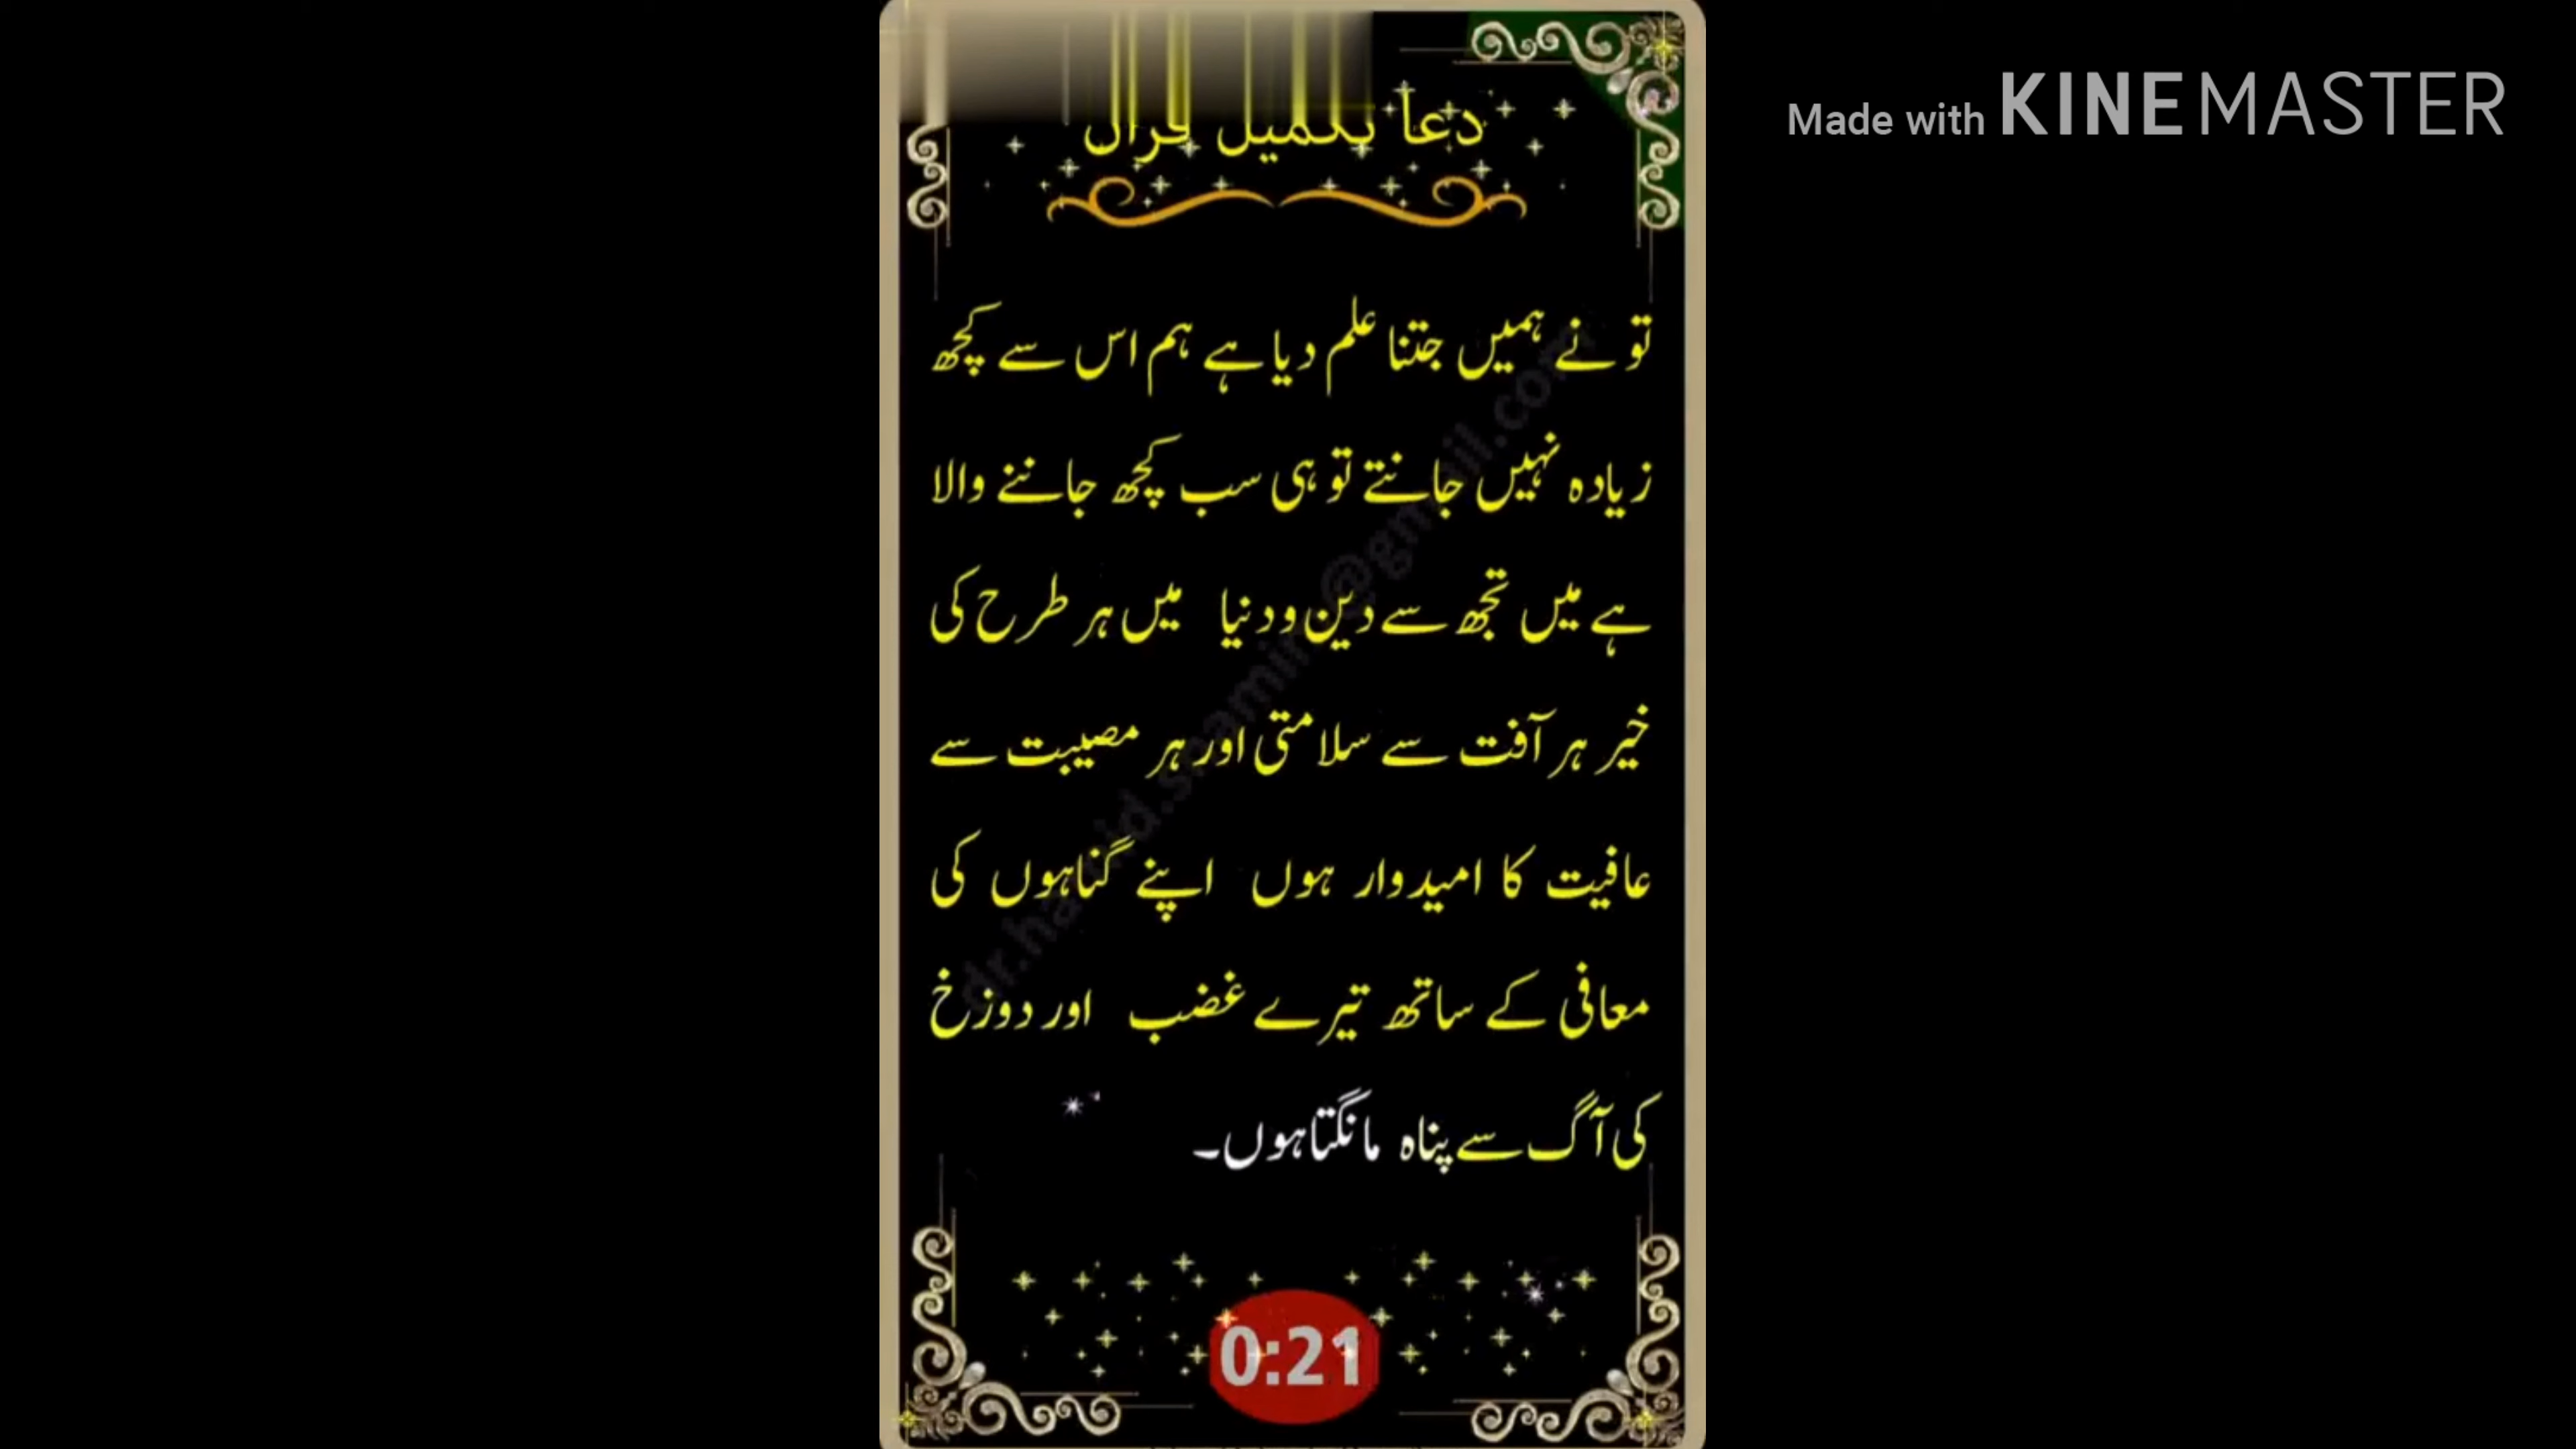 Made with KINEMASTER
دعا تکمیل قرآن
تو نے ہمیں جتنا علم دیا ہے ہم اس سے کچھ
زیادہ نہیں جانتے تو ہی سب کچھ جاننے والا
ہے میں تجھ سے دین و دنیا میں ہر طرح کی
خیر ہر آفت سے سلامتی اور ہر مصیبت سے
عافیت کا امیدوار ہوں اپنے گناہوں کی
معافی کے ساتھ تیرے غضب اور دوزخ
کی آگ سے پناہ مانگتا ہوں۔
0:21